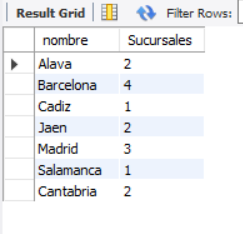 Result Grid Filter Rows:
nombre Sucursales
Alava 2
Barcelona 4
Cadiz 1
Jaen 2
Madrid 3
Salamanca 1
Cantabria 2